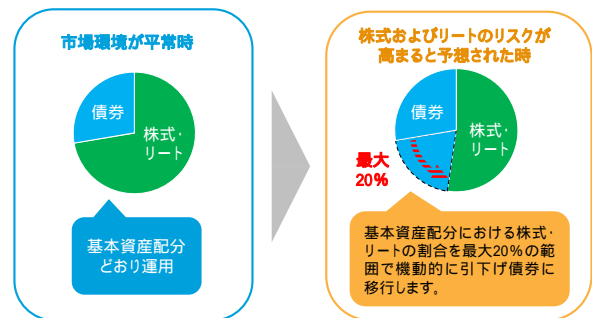 市場環境が平常時
債券
株式・
リート
基本資産配分
どおり運用
株式およびリートのリスクが
高まると予想された時
債券
株式・
リート
最大
20%
基本資産配分における株式・
リートの割合を最大20%の範
囲で機動的に引下げ債券に
移行します。